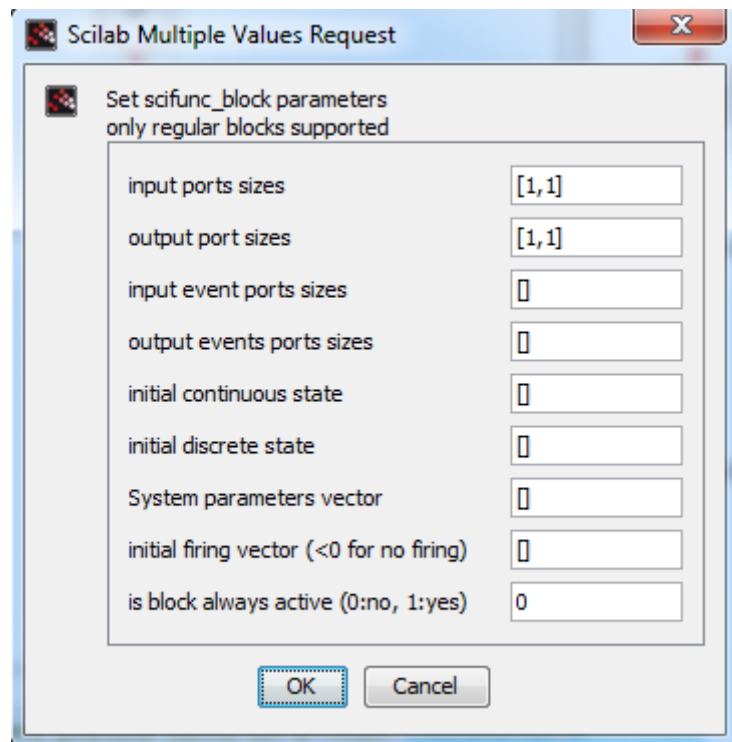 Scilab Multiple Values Request
Set scifunc_block parameters
only regular blocks supported
input ports sizes [1,1]
output port sizes [1,1]
input event ports sizes []
output events ports sizes []
initial continuous state []
initial discrete state []
System parameters vector []
initial firing vector (<0 for no firing) []
is block always active (0:no, 1:yes) 0
OK Cancel